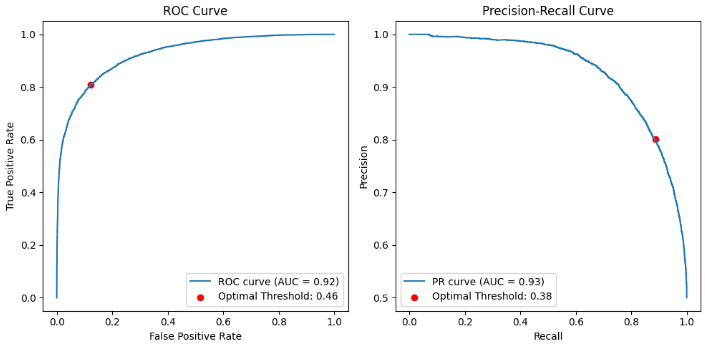 ROC Curve
1.0
0.8
0.6
0.4
0.2
0.0
True Positive Rate
0.0
0.2
0.4
0.6
0.8
1.0
False Positive Rate
ROC curve (AUC = 0.92)
Optimal Threshold: 0.46
Precision-Recall Curve
1.0
0.9
0.8
0.7
0.6
0.5
Precision
0.0
0.2
0.4
0.6
0.8
1.0
Recall
PR curve (AUC = 0.93)
Optimal Threshold: 0.38